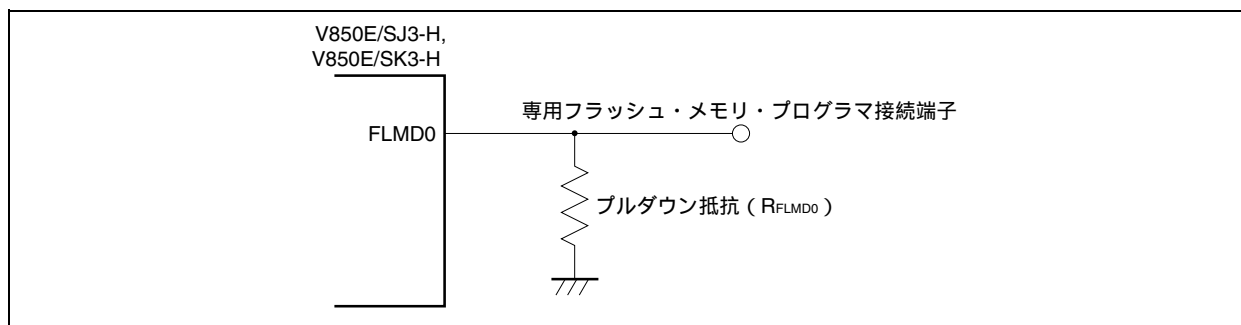 V850E/SJ3-H,
V850E/SK3-H
専用フラッシュ・メモリ・プログラマ接続端子
FLMD0
プルダウン抵抗（RFLMD0）